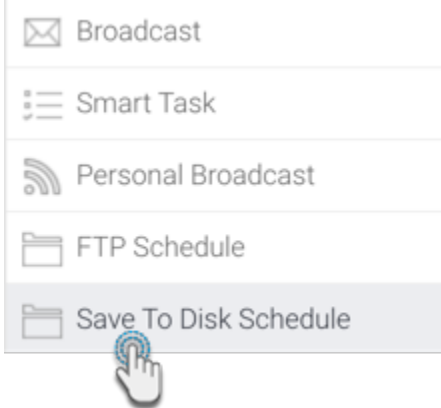 Broadcast
Smart Task
Personal Broadcast
FTP Schedule
Save To Disk Schedule